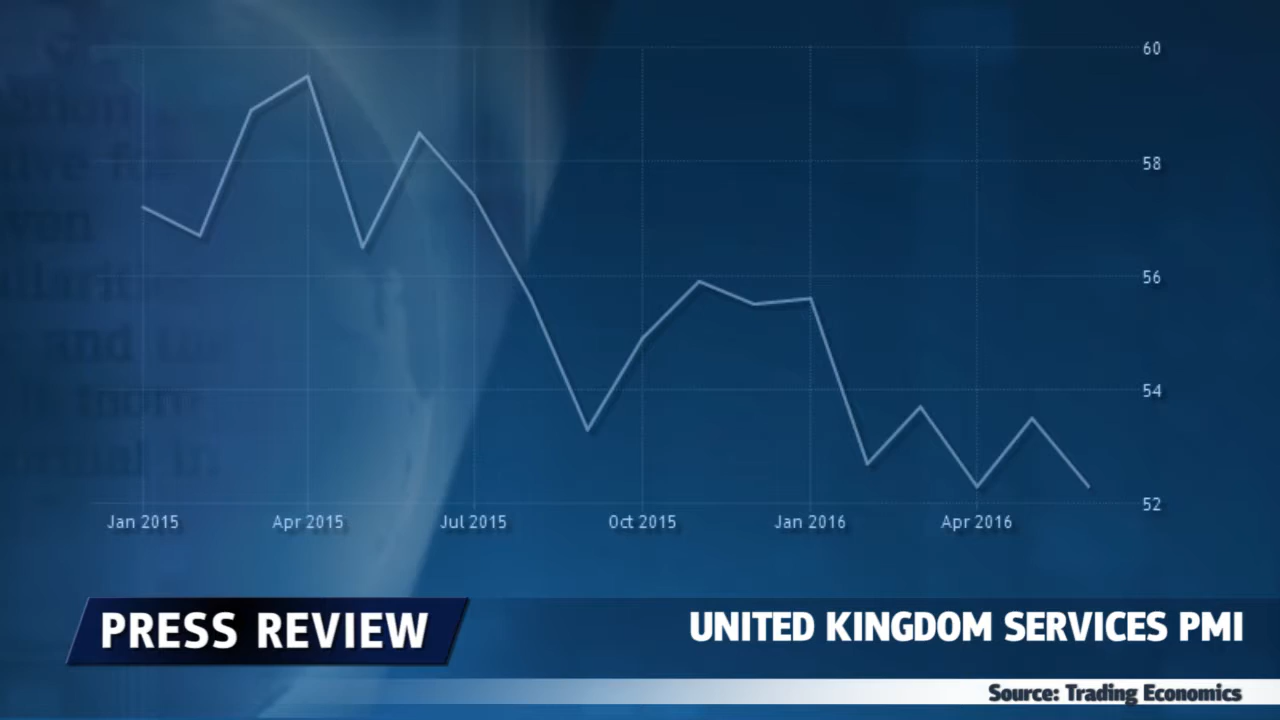 60
58
56
54
52
Jan 2015 Apr 2015 Jul 2015 Oct 2015 Jan 2016 Apr 2016
PRESS REVIEW
UNITED KINGDOM SERVICES PMI
Source: Trading Economics